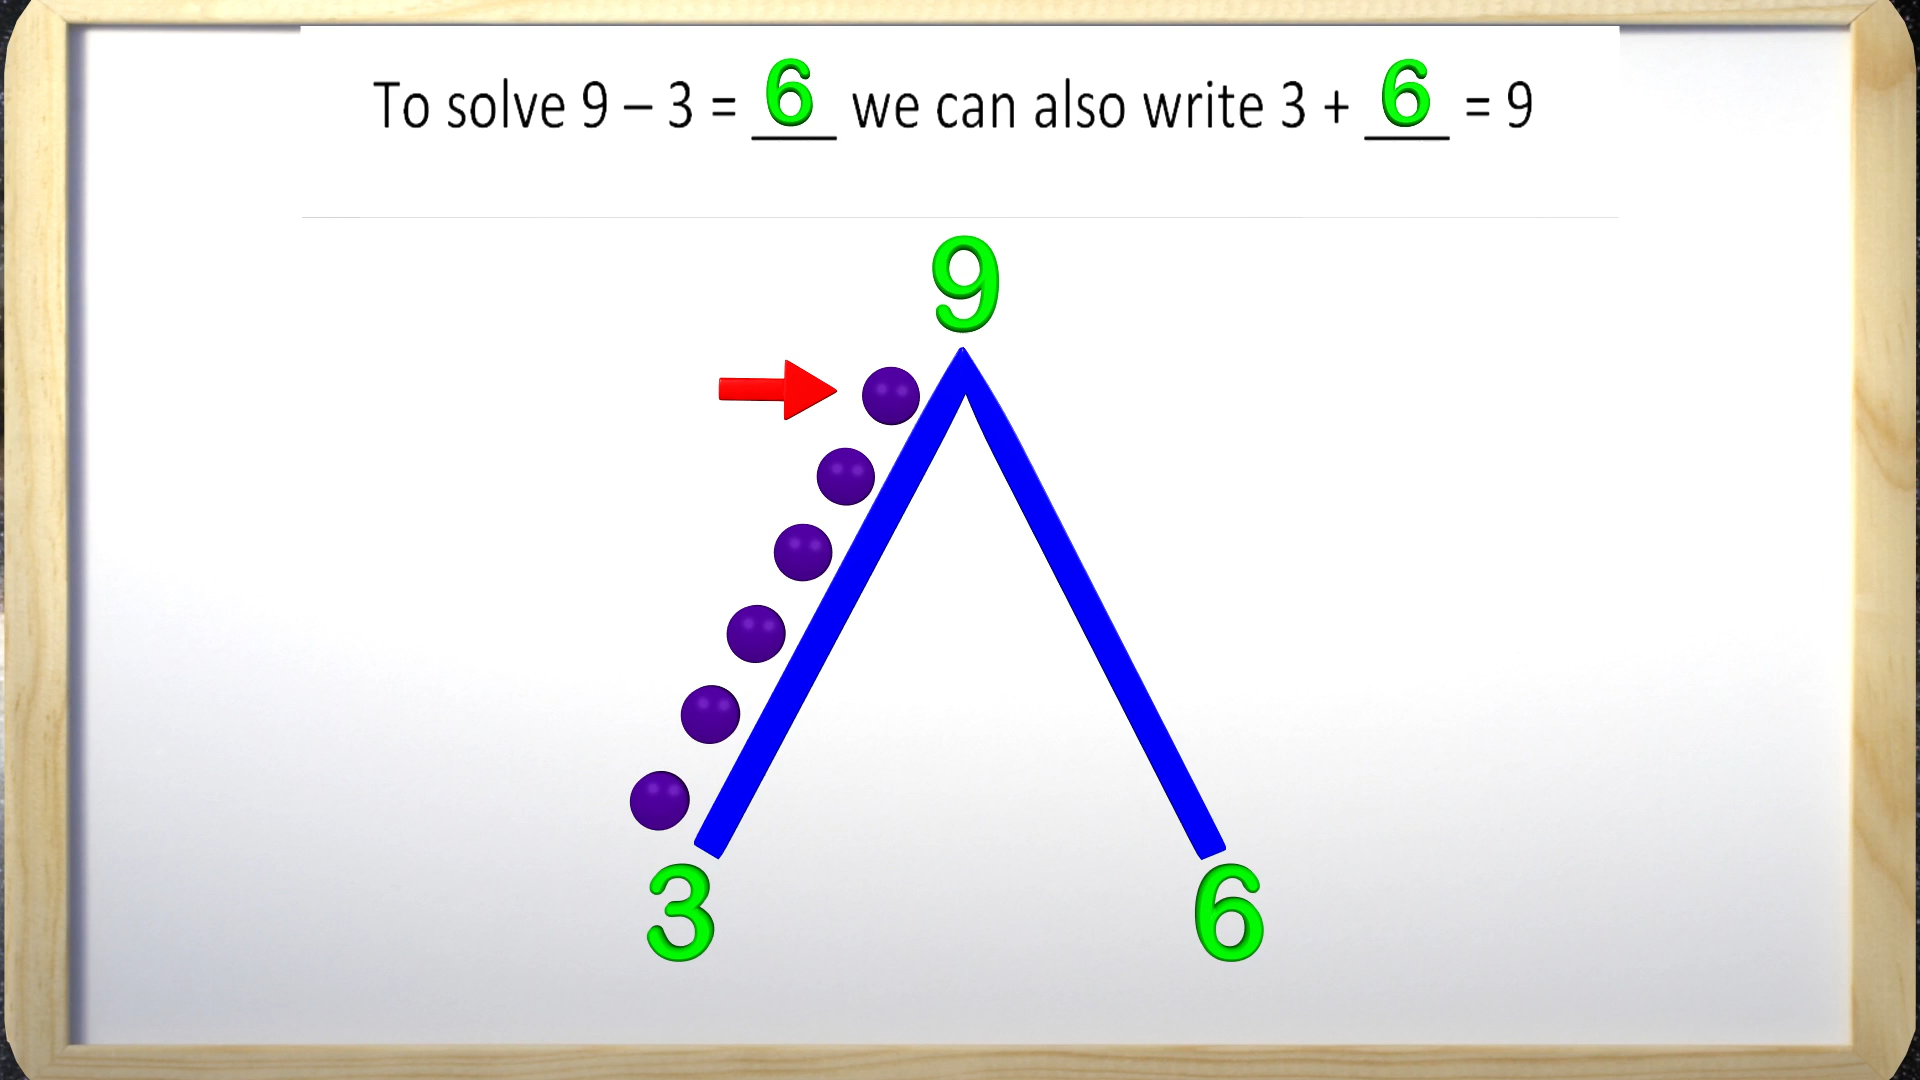 To solve 9 – 3 = 6 we can also write 3 + 6 = 9
9
3 6